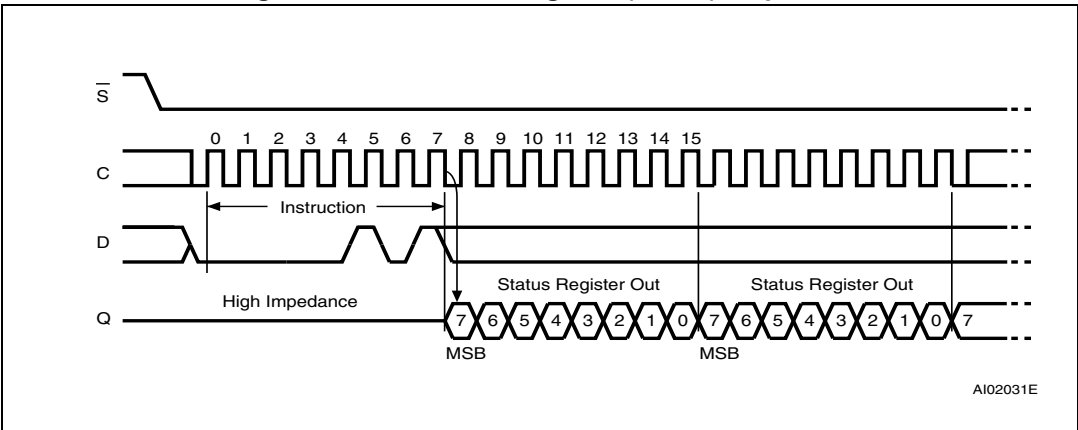 S
0 1 2 3 4 5 6 7 8 9 10 11 12 13 14 15
C
Instruction
D
Status Register Out Status Register Out
High Impedance
Q 7 6 5 4 3 2 1 0 7 6 5 4 3 2 1 0 7
MSB MSB
AI02031E